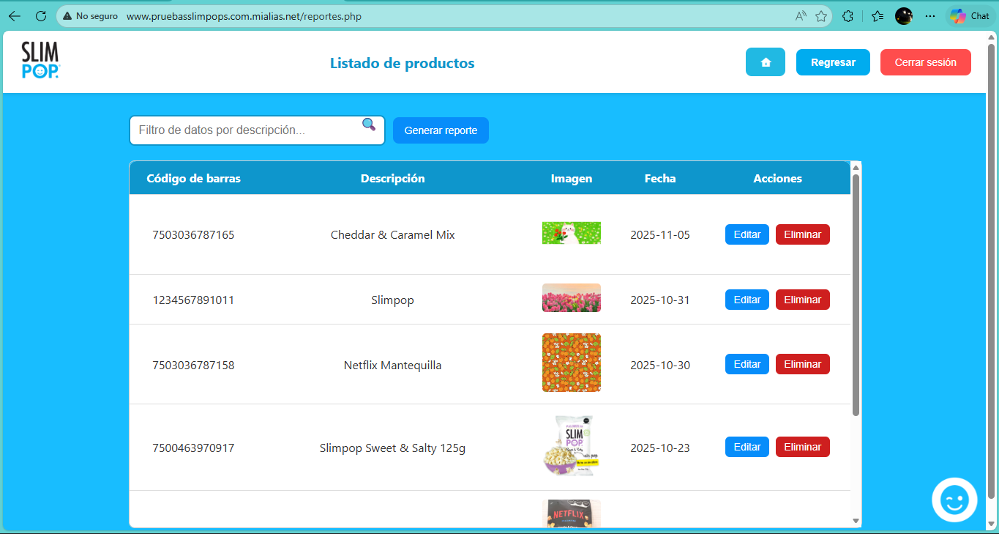 No seguro www.pruebasslimpops.com.mialias.net/reportes.php
Chat
SLIM
POP.
Listado de productos
Regresar
Cerrar sesión
Filtro de datos por descripción...
Generar reporte
Código de barras Descripción Imagen Fecha Acciones
7503036787165 Cheddar & Caramel Mix 2025-11-05 Editar Eliminar
1234567891011 Slimpop 2025-10-31 Editar Eliminar
7503036787158 Netflix Mantequilla 2025-10-30 Editar Eliminar
SLIM
POP
7500463970917 Slimpop Sweet & Salty 125g 2025-10-23 Editar Eliminar
NETFLIX